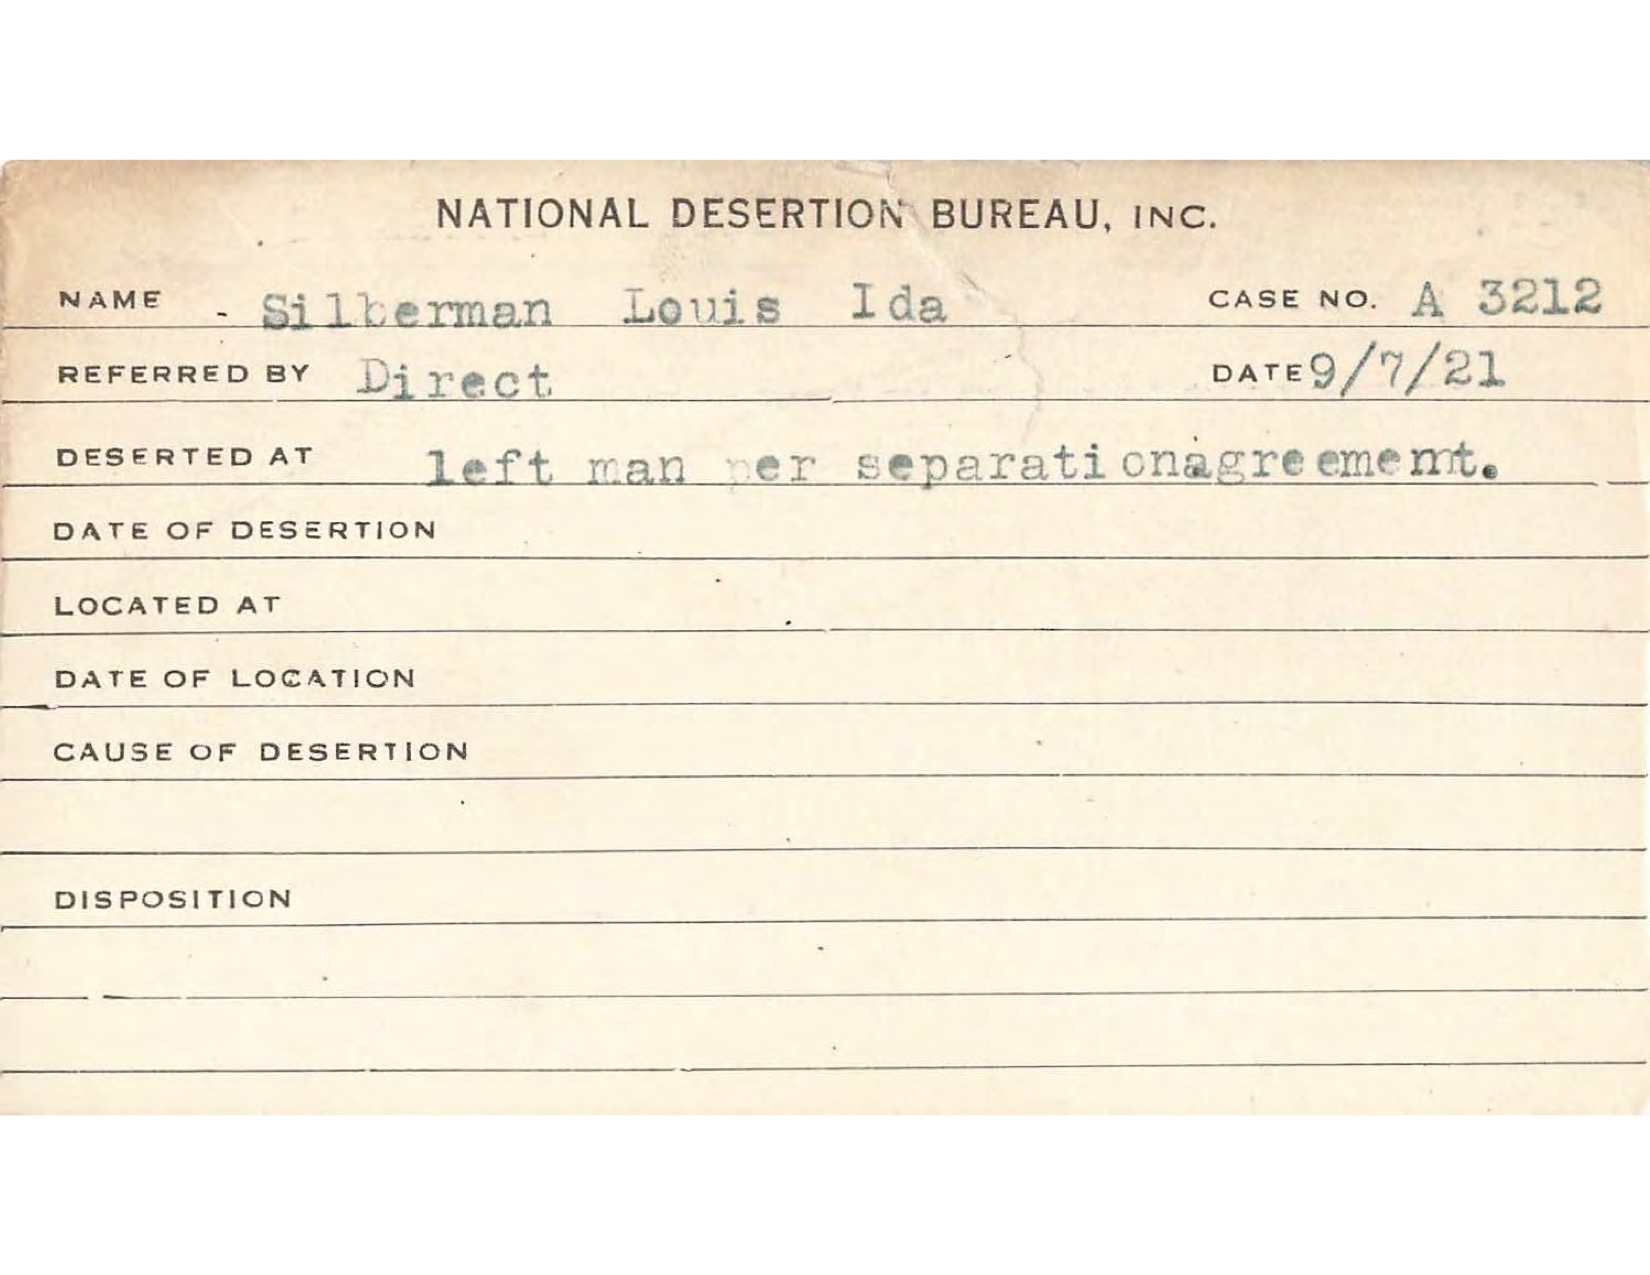 NATIONAL DESERTION BUREAU, INC.
NAME - Silberman Louis Ida CASE NO. A 3212
REFERRED BY Direct DATE 9/7/21
DESERTED AT left man per separationagreement.
DATE OF DESERTION
LOCATED AT
DATE OF LOCATION
CAUSE OF DESERTION
DISPOSITION